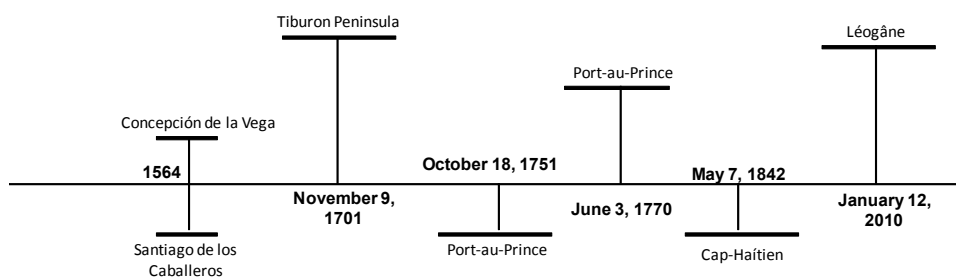 Tiburon Peninsula
Léogâne
Port-au-Prince
Concepción de la Vega
1564
October 18, 1751
May 7, 1842
November 9,
1701
June 3, 1770
January 12,
2010
Santiago de los
Caballeros
Port-au-Prince
Cap-Haítien